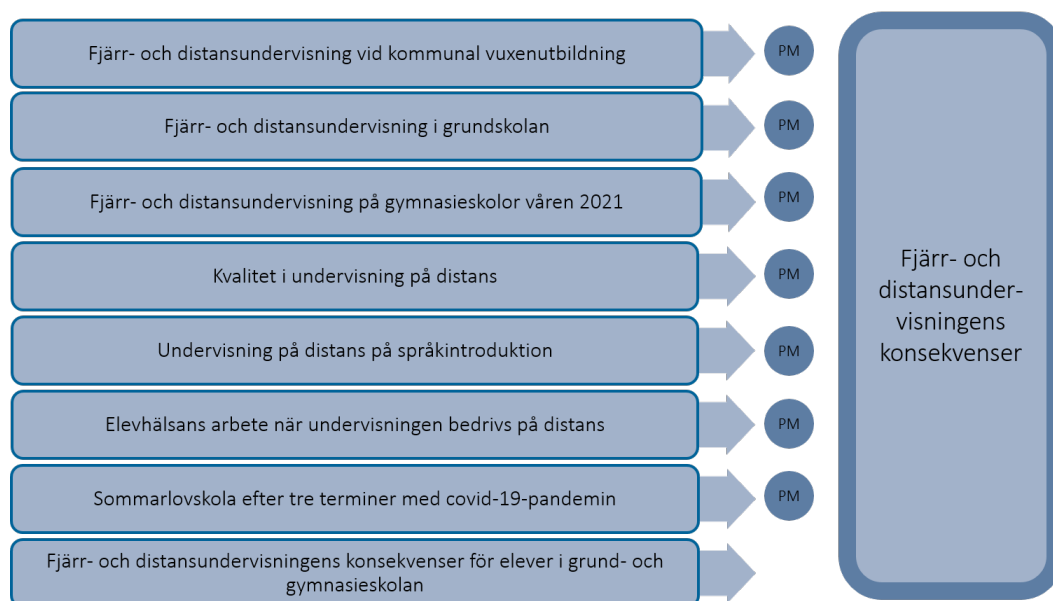 Fjärr- och distansundervisning vid kommunal vuxenutbildning
PM
Fjärr- och distansundervisning i grundskolan
PM
Fjärr- och distansundervisning på gymnasieskolor våren 2021
PM
Kvalitet i undervisning på distans
PM
Undervisning på distans på språkintroduktion
PM
Elevhälsans arbete när undervisningen bedrivs på distans
PM
Sommarlovskola efter tre terminer med covid-19-pandemin
PM
Fjärr- och distansundervisningens konsekvenser för elever i grund- och
gymnasieskolan
Fjärr- och
distansunder-
visningens
konsekvenser